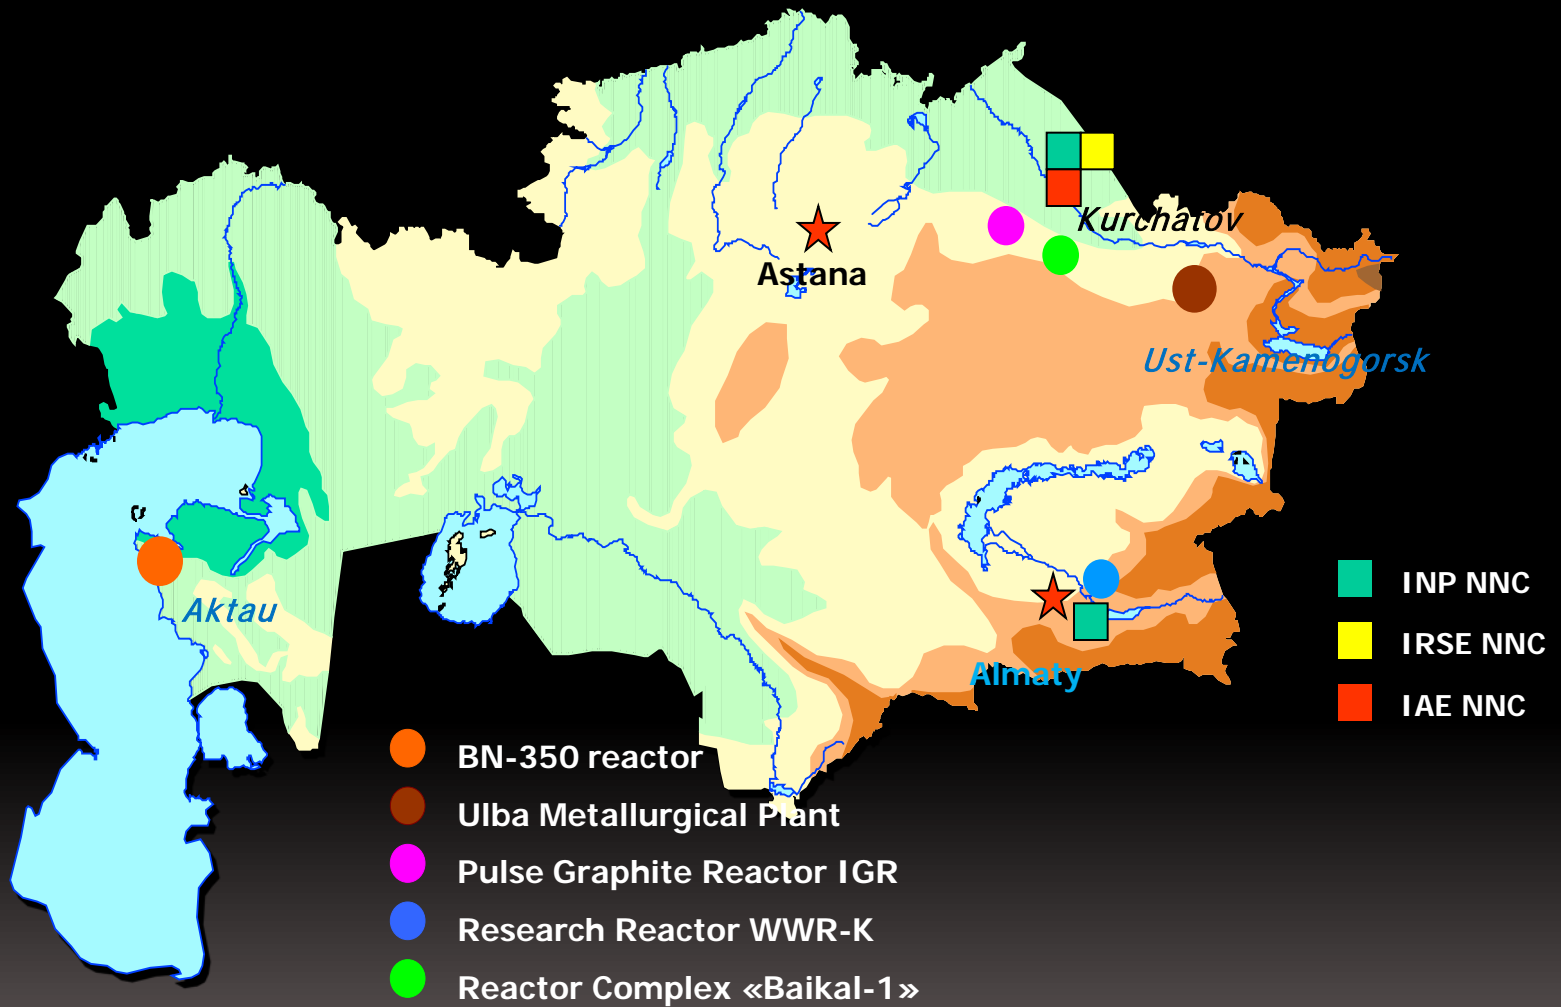 Kurchatov
Astana
Ust-Kamenogorsk
Aktau
Almaty
INP NNC
IRSE NNC
IAE NNC
BN-350 reactor
Ulba Metallurgical Plant
Pulse Graphite Reactor IGR
Research Reactor WWR-K
Reactor Complex «Baikal-1»